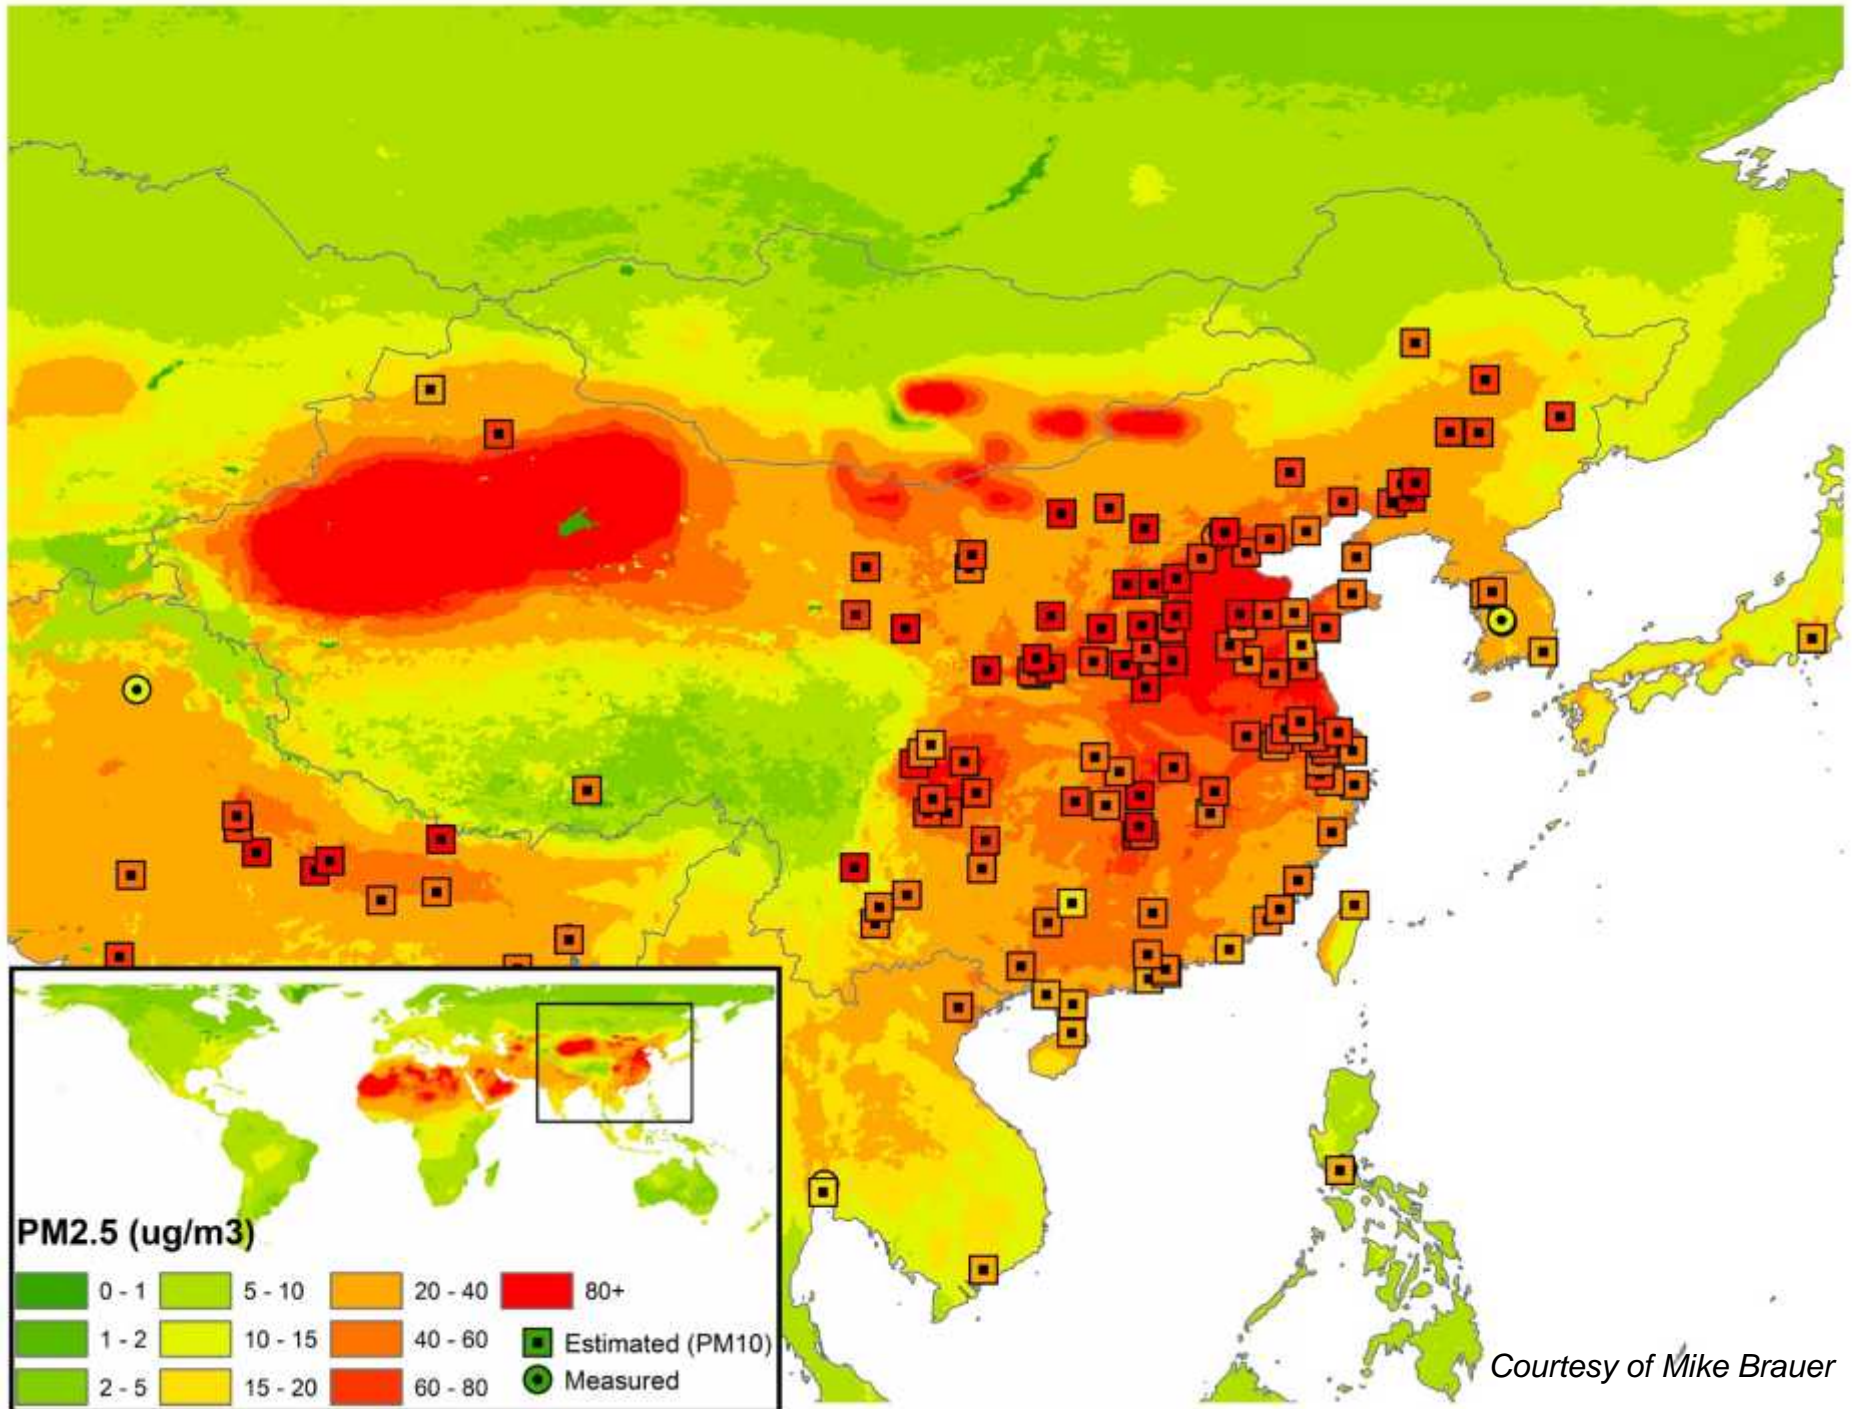 PM2.5 (ug/m3)
0 - 1
5 - 10
20 - 40
80+
1 - 2
10 - 15
40 - 60
Estimated (PM10)
2 - 5
15 - 20
60 - 80
Measured
Courtesy of Mike Brauer